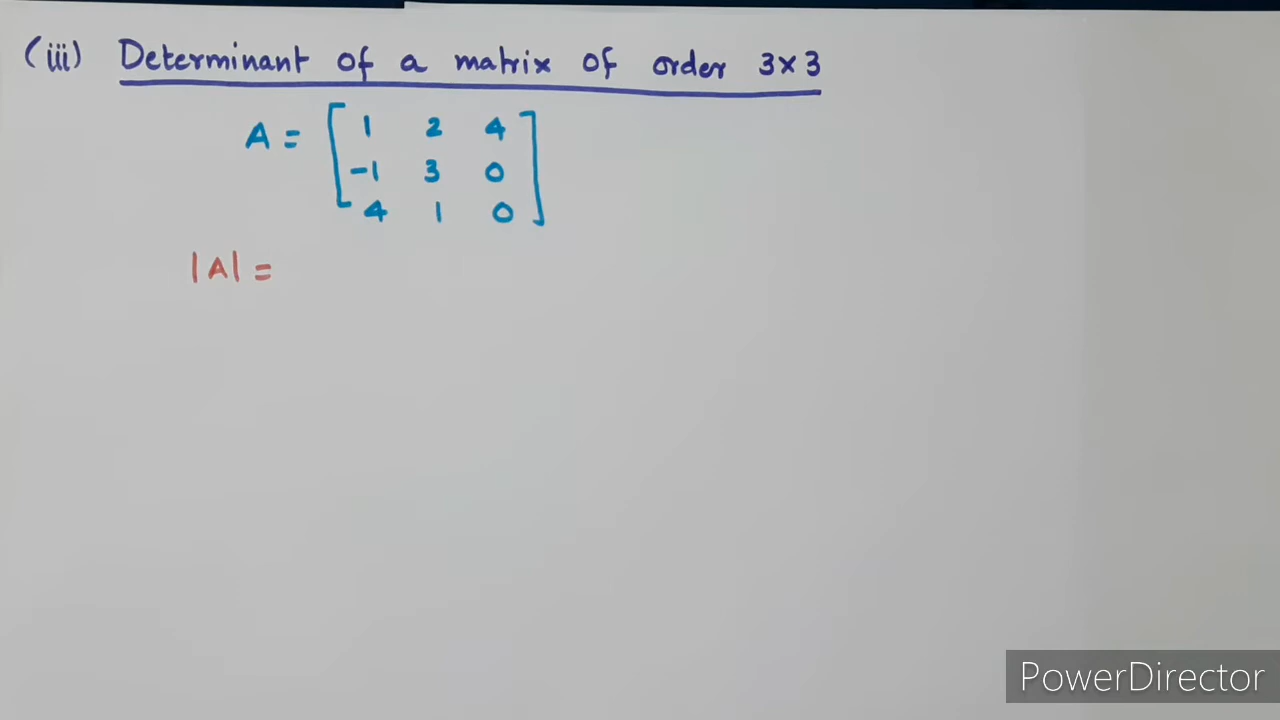 (iii) Determinant of a matrix of order 3×3
A = [ 1 2 4
-1 3 0
4 1 0 ]
|A| =
PowerDirector